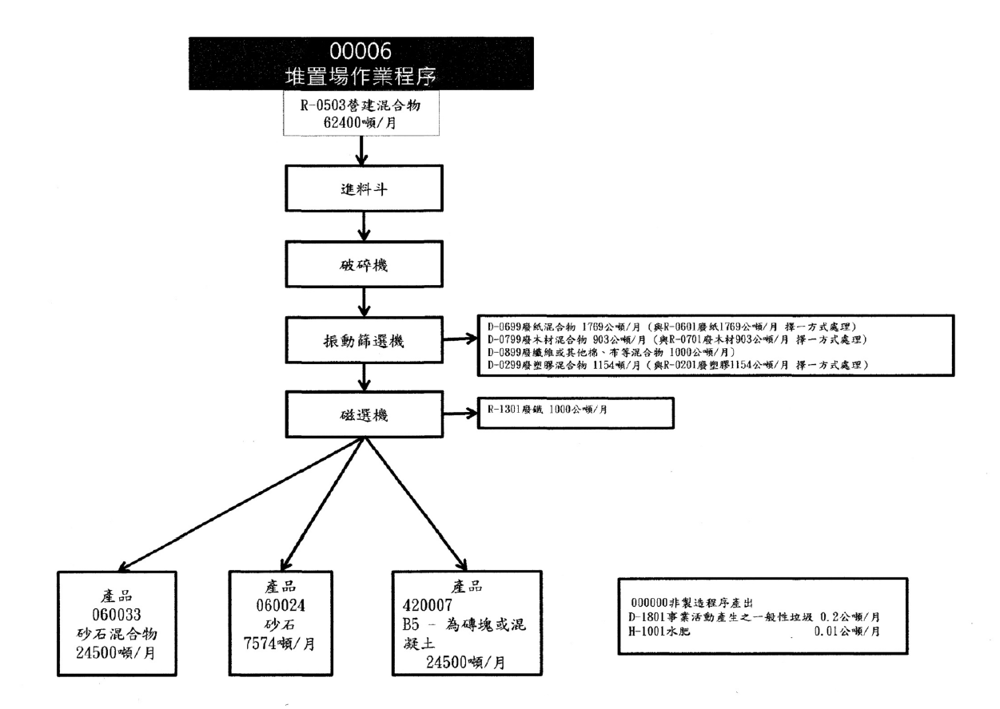 00006
堆置場作業程序
R-0503營建混合物
62400噸/月
進料斗
破碎機
振動篩選機
D-0699廢紙混合物 1769公噸/月 (與R-0601廢紙1769公噸/月 擇一方式處理)
D-0799廢木材混合物 903公噸/月 (與R-0701廢木材903公噸/月 擇一方式處理)
D-0899廢纖維或其他棉、布等混合物 1000公噸/月)
D-0299廢塑膠混合物 1154噸/月 (與R-0201廢塑膠1154公噸/月 擇一方式處理)
磁選機
R-1301廢鐵 1000公噸/月
產品
060033
砂石混合物
24500噸/月
產品
060024
砂石
7574噸/月
產品
420007
B5 - 為磚塊或混
凝土
24500噸/月
000000非製造程序產出
D-1801事業活動產生之一般性垃圾 0.2公噸/月
H-1001水肥 0.01公噸/月